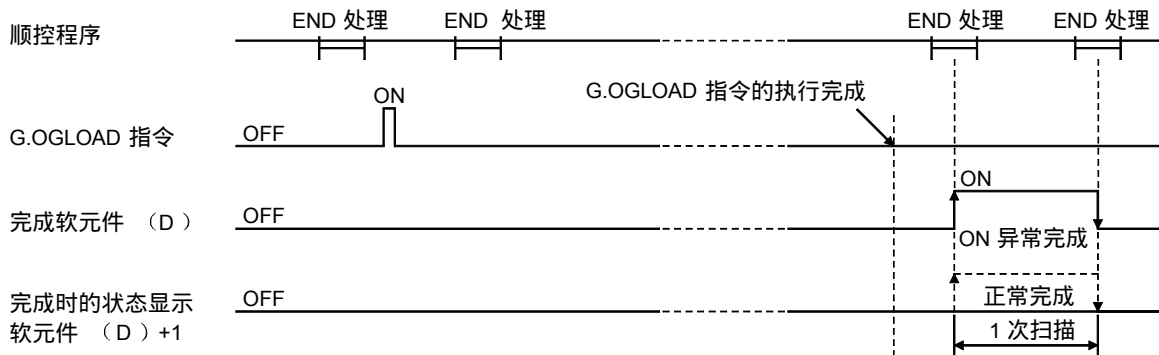 END 处理
END 处理
END 处理
END 处理
顺控程序
G.OGLOAD 指令的执行完成
ON
G.OGLOAD 指令
OFF
ON
完成软元件 （D ）
OFF
ON 异常完成
完成时的状态显示
软元件 （D ）+1
OFF
正常完成
1 次扫描